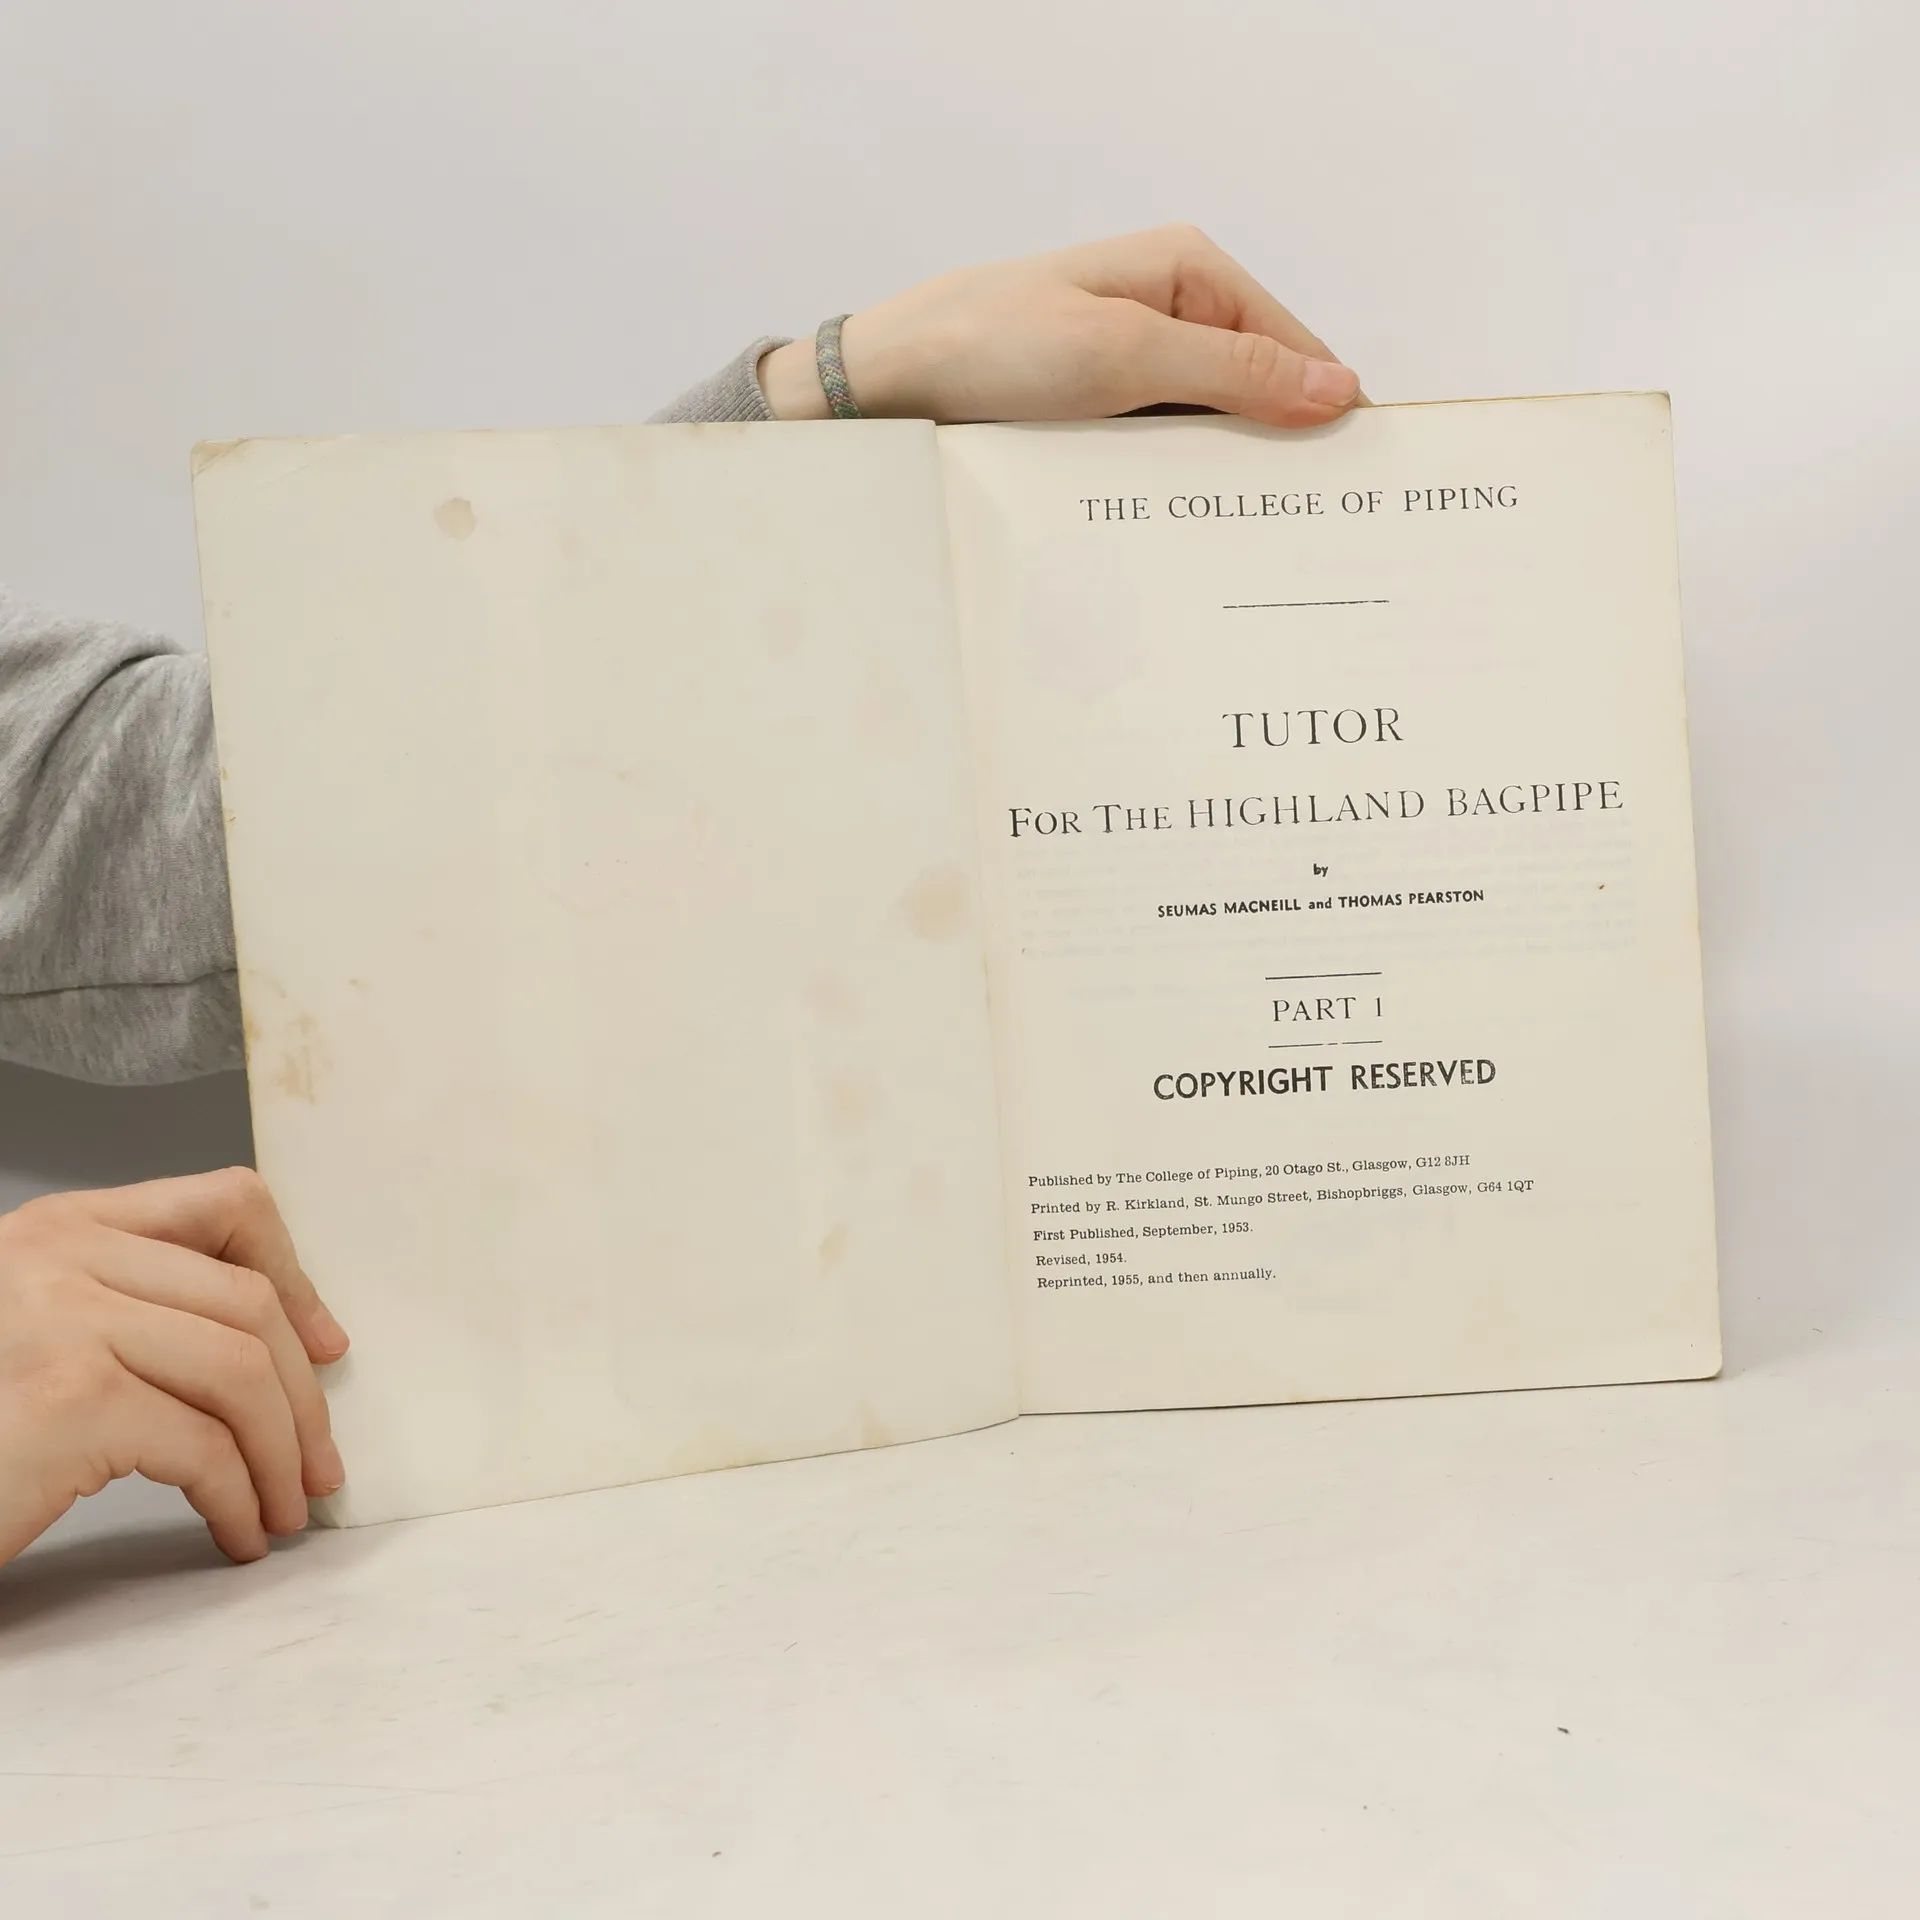 THE COLLEGE OF PIPING
TUTOR
FOR THE HIGHLAND BAGPIPE
by
SEUMAS MACNEILL and THOMAS PEARSTON
PART 1
COPYRIGHT RESERVED
Published by The College of Piping, 20 Otago St., Glasgow, G12 8JH
Printed by R. Kirkland, St. Mungo Street, Bishopbriggs, Glasgow, G64 1QT
First Published, September, 1953.
Revised, 1954.
Reprinted, 1955, and then annually.